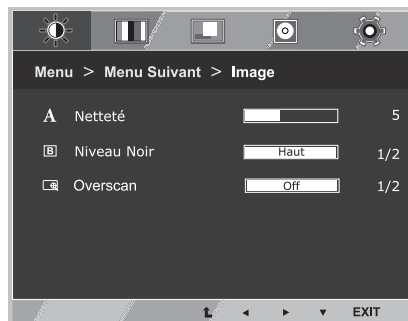 Menu > Menu Suivant > Image
A Netteté 5
B Niveau Noir Haut 1/2
Overscan Off 1/2
EXIT